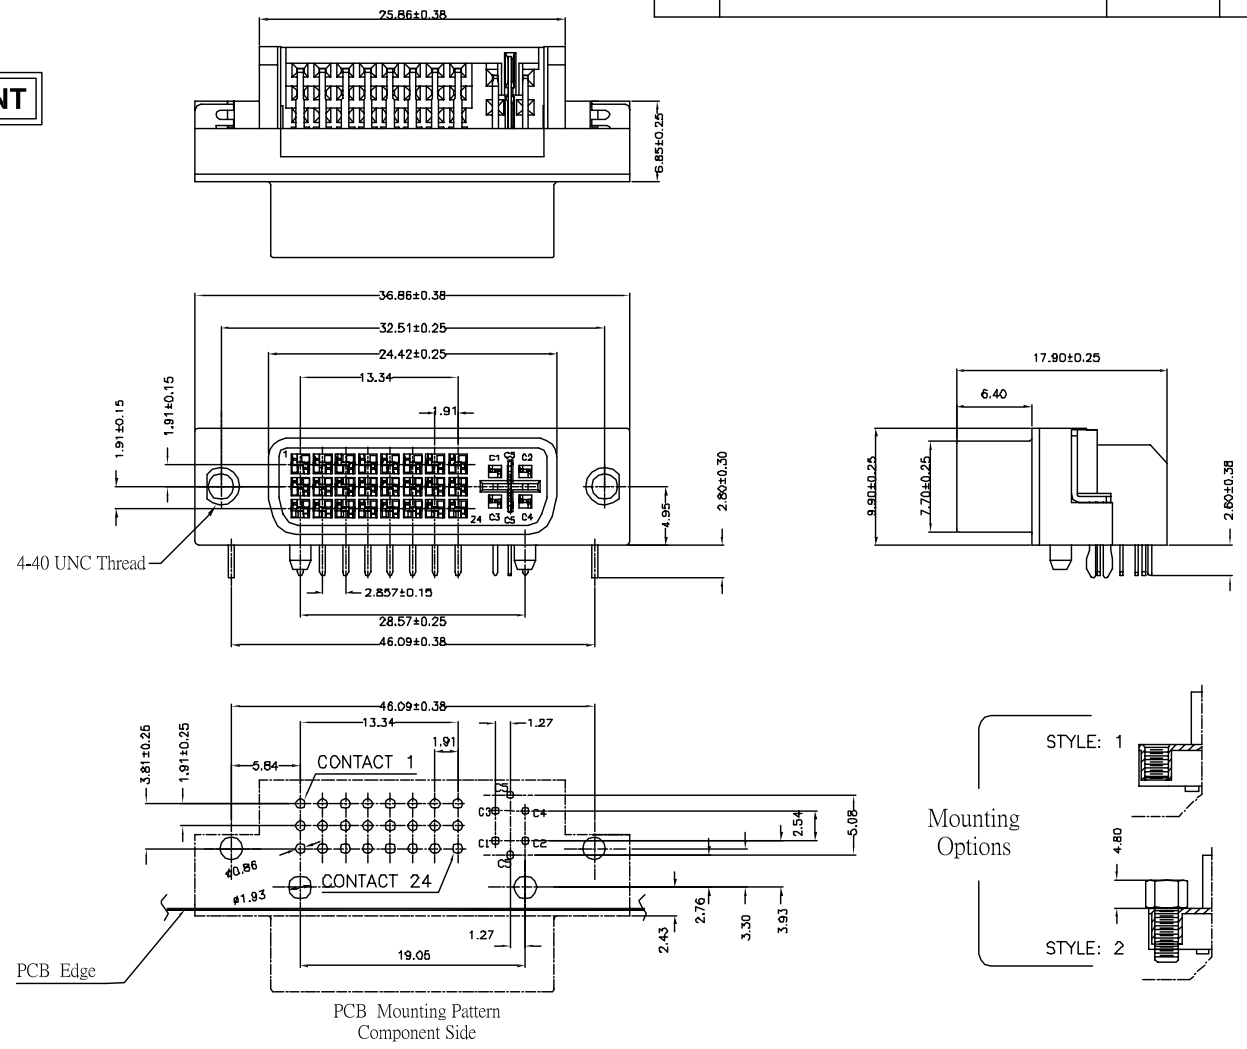 25.86±0.38
NT
6.85±0.25
36.86±0.38
32.51±0.25
24.42±0.25
13.34
1.91
1.91±0.15
1.91±0.15
1
C1
C2
C3
C5
C4
24
4.95
2.80±0.30
4-40 UNC Thread
2.857±0.15
28.57±0.25
46.09±0.38
17.90±0.25
6.40
9.90±0.25
7.70±0.25
2.60±0.38
46.09±0.38
13.34
1.27
1.91
3.81±0.25
1.91±0.25
5.84
CONTACT 1
C5
C3
C4
C1
C2
C5
2.54
5.08
ø0.86
ø1.93
CONTACT 24
2.76
3.30
3.93
2.43
1.27
19.05
PCB Edge
PCB Mounting Pattern
Component Side
STYLE: 1
Mounting
Options
4.80
STYLE: 2